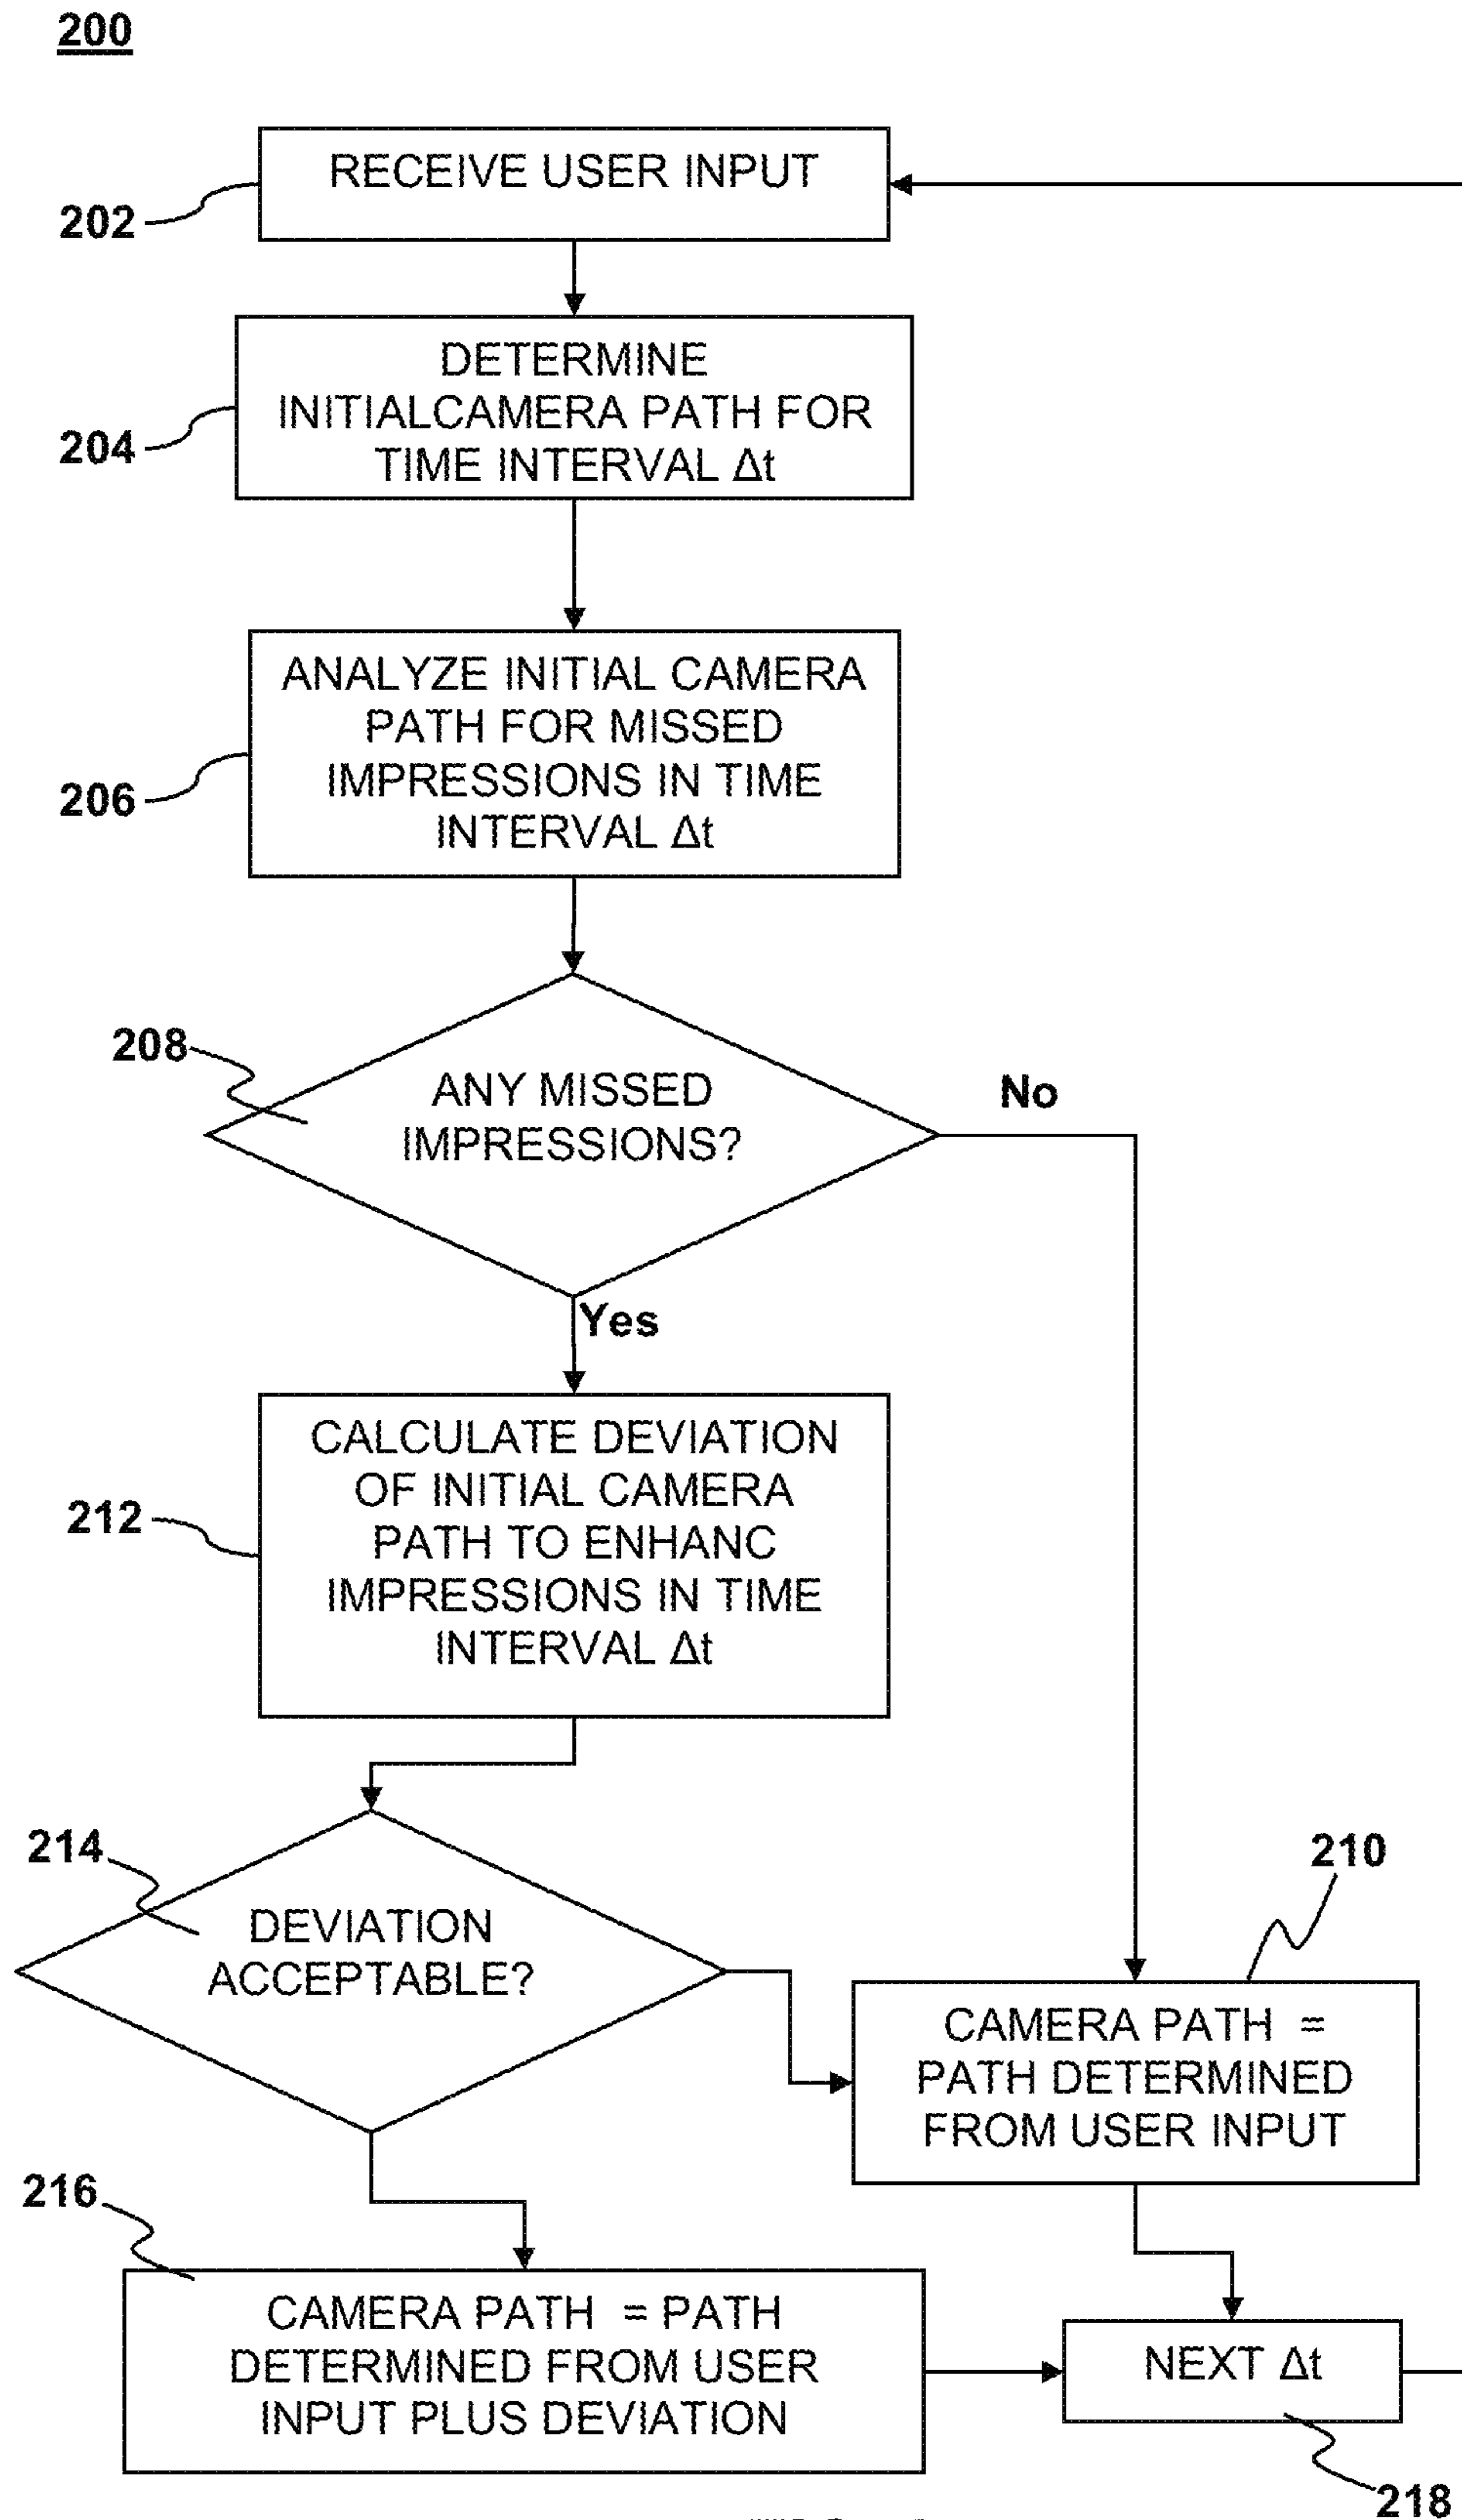 200
RECEIVE USER INPUT
202
DETERMINE
INITIALCAMERA PATH FOR
TIME INTERVAL Δt
204
ANALYZE INITIAL CAMERA
PATH FOR MISSED
IMPRESSIONS IN TIME
INTERVAL Δt
206
208
ANY MISSED
IMPRESSIONS?
No
Yes
CALCULATE DEVIATION
OF INITIAL CAMERA
PATH TO ENHANC
IMPRESSIONS IN TIME
INTERVAL Δt
212
214
DEVIATION
ACCEPTABLE?
210
CAMERA PATH =
PATH DETERMINED
FROM USER INPUT
216
CAMERA PATH = PATH
DETERMINED FROM USER
INPUT PLUS DEVIATION
NEXT Δt
218